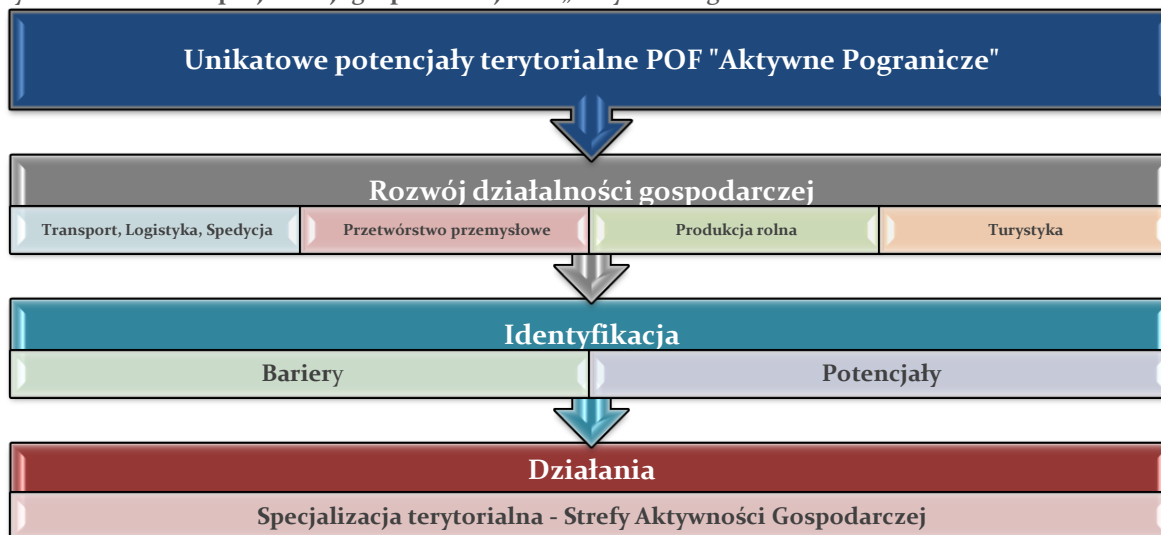 Unikatowe potencjały terytorialne POF "Aktywne Pogranicze"
Rozwój działalności gospodarczej
Transport, Logistyka, Spedycja
Przetwórstwo przemysłowe
Produkcja rolna
Turystyka
Identyfikacja
Bariery
Potencjały
Działania
Specjalizacja terytorialna - Strefy Aktywności Gospodarczej